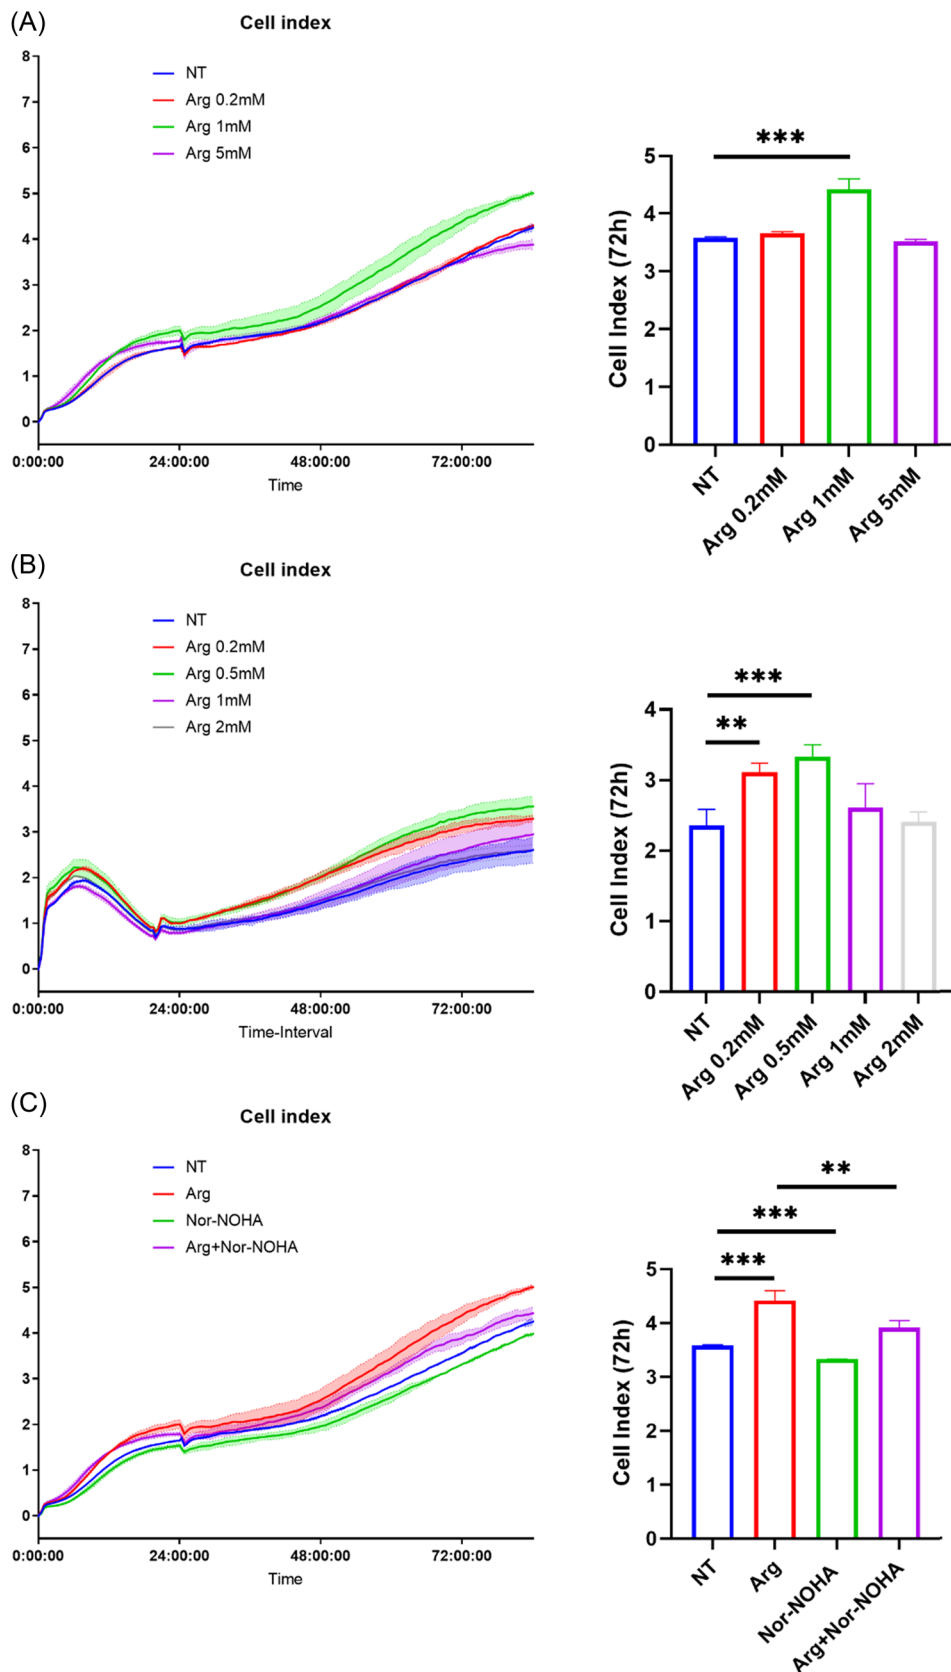 (A)
Cell index
8
7
6
5
4
3
2
1
0
NT
Arg 0.2mM
Arg 1mM
Arg 5mM
0:00:00 24:00:00 48:00:00 72:00:00
Time
***
Cell Index (72h)
5
4
3
2
1
0
NT
Arg 0.2mM
Arg 1mM
Arg 5mM
(B)
Cell index
8
7
6
5
4
3
2
1
0
NT
Arg 0.2mM
Arg 0.5mM
Arg 1mM
Arg 2mM
0:00:00 24:00:00 48:00:00 72:00:00
Time-Interval
***
**
Cell Index (72h)
4
3
2
1
0
NT
Arg 0.2mM
Arg 0.5mM
Arg 1mM
Arg 2mM
(C)
Cell index
8
7
6
5
4
3
2
1
0
NT
Arg
Nor-NOHA
Arg+Nor-NOHA
0:00:00 24:00:00 48:00:00 72:00:00
Time
**
***
***
Cell Index (72h)
5
4
3
2
1
0
NT
Arg
Nor-NOHA
Arg+Nor-NOHA